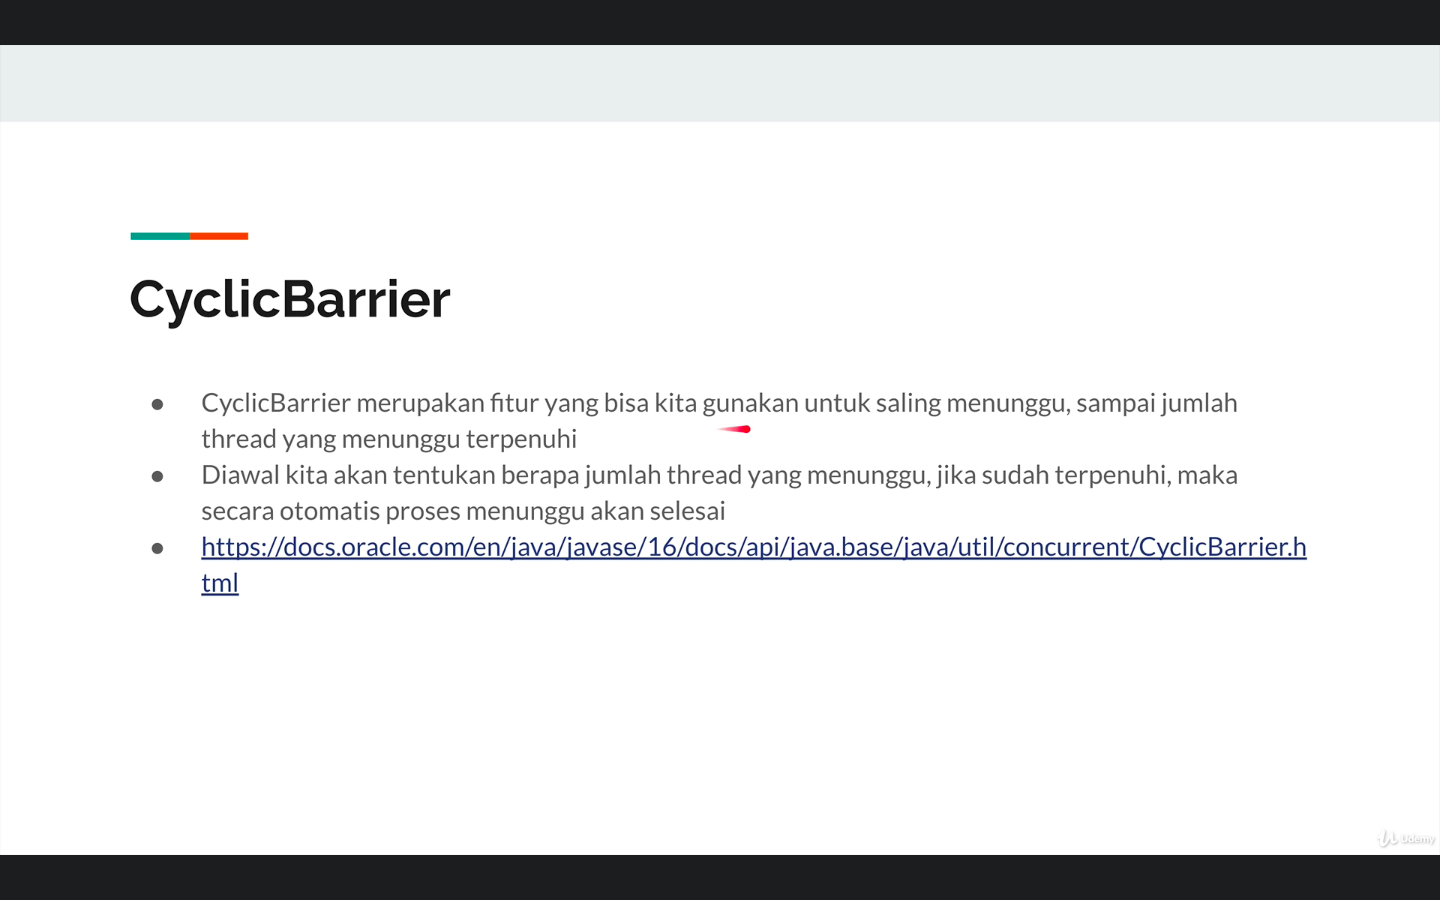 CyclicBarrier
● CyclicBarrier merupakan fitur yang bisa kita gunakan untuk saling menunggu, sampai jumlah
thread yang menunggu terpenuhi
● Diawal kita akan tentukan berapa jumlah thread yang menunggu, jika sudah terpenuhi, maka
secara otomatis proses menunggu akan selesai
● https://docs.oracle.com/en/java/javase/16/docs/api/java.base/java/util/concurrent/CyclicBarrier.h
tml
Udemy